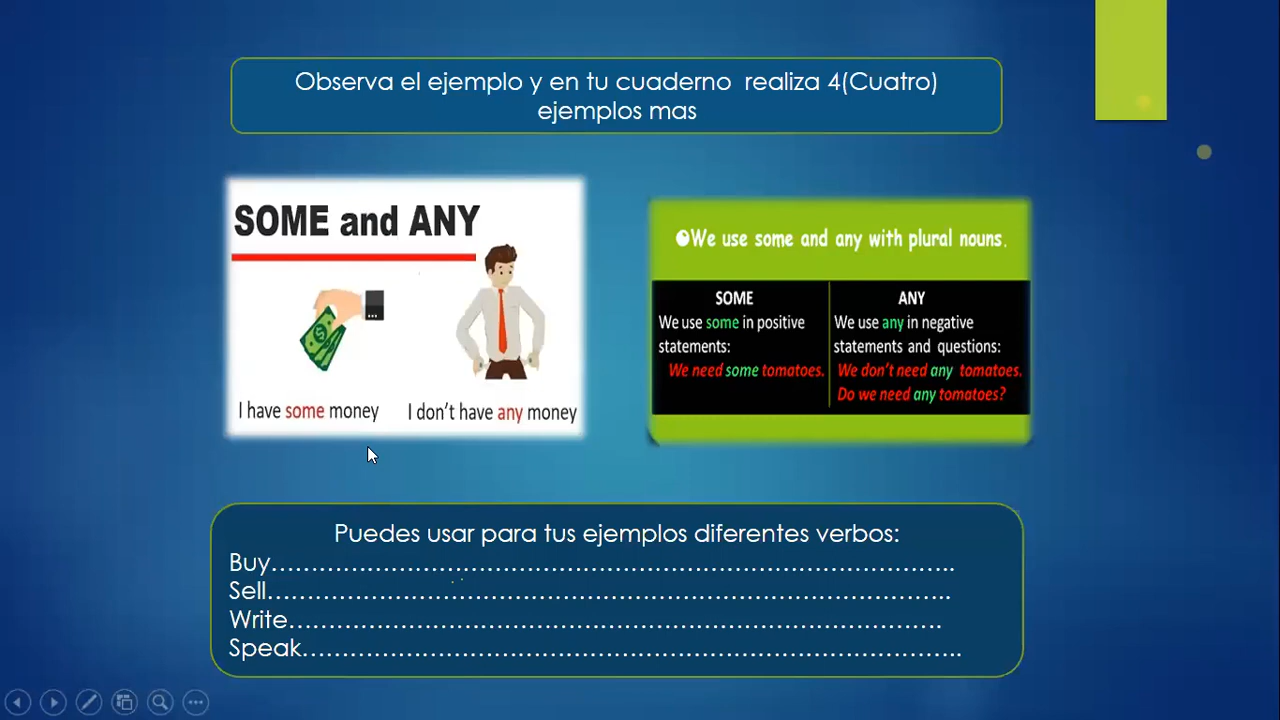 Observa el ejemplo y en tu cuaderno realiza 4(Cuatro)
ejemplos mas
SOME and ANY
I have some money
I don't have any money
We use some and any with plural nouns.
SOME
We use some in positive
statements:
We need some tomatoes.
ANY
We use any in negative
statements and questions:
We don't need any tomatoes.
Do we need any tomatoes?
Puedes usar para tus ejemplos diferentes verbos:
Buy………………………………………………………………………..
Sell………………………………………………………………………..
Write…………………………………………………………………….
Speak……………………………………………………………………..